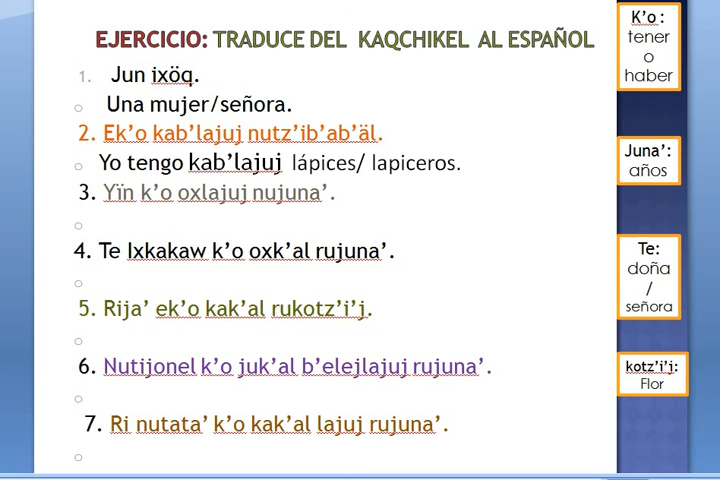 EJERCICIO: TRADUCE DEL KAQCHIKEL AL ESPAÑOL
1. Jun ixöq.
Una mujer/señora.
2. Ek’o kab’lajuj nutz’ib’ab’äl.
Yo tengo kab’lajuj lápices/ lapiceros.
3. Yïn k’o oxlajuj nujuna’.
4. Te Ixkakaw k’o oxk’al rujuna’.
5. Rija’ ek’o kak’al rukotz’i’j.
6. Nutijonel k’o juk’al b’elejlajuj rujuna’.
7. Ri nutata’ k’o kak’al lajuj rujuna’.
K’o :
tener
o
haber
Juna’:
años
Te:
doña
/
señora
kotz’i’j:
Flor